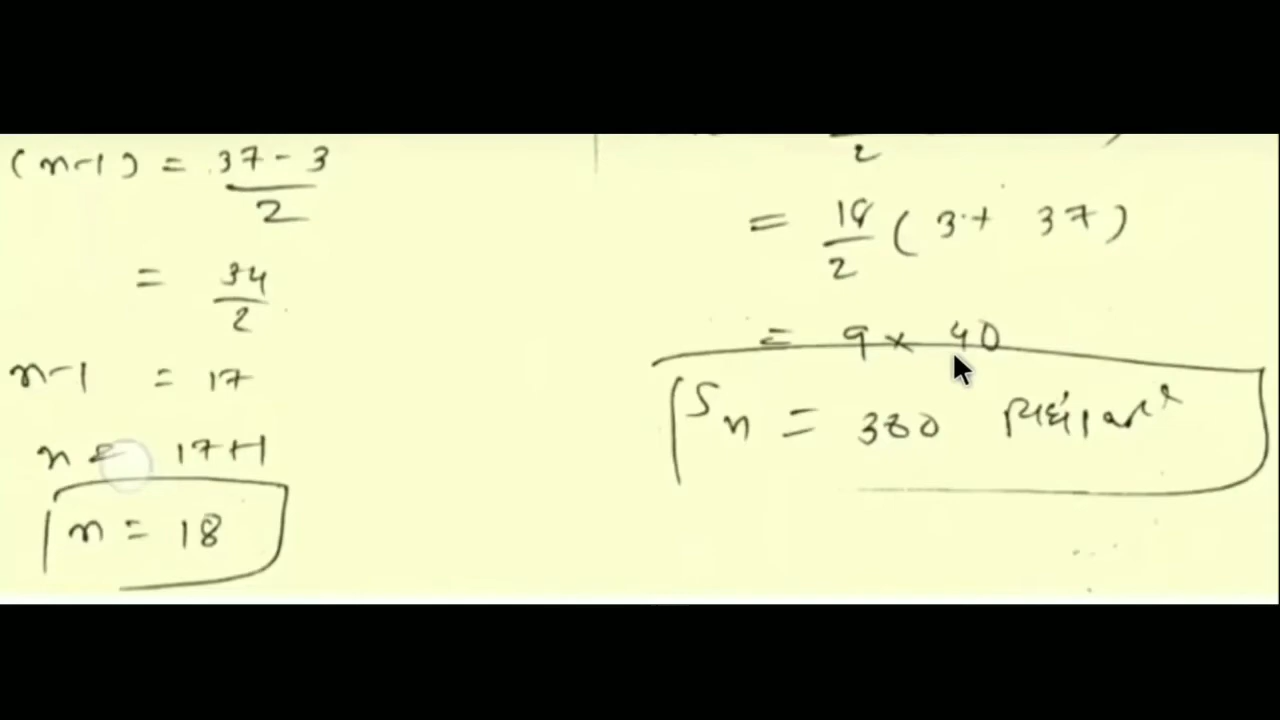 (n-1) = 37 - 3
2
= 34
2
n-1 = 17
n = 17+1
n = 18
2
= 18/2 (3+ 37)
= 9 x 40
Sn = 360